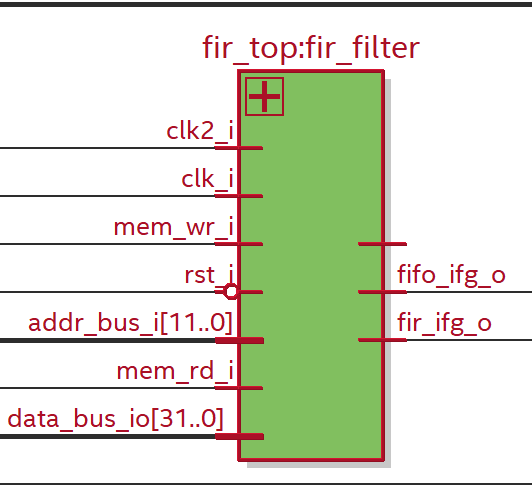 fir_top:fir_filter
clk2_i
clk_i
mem_wr_i
rst_i
fifo_ifg_o
addr_bus_i[11..0]
fir_ifg_o
mem_rd_i
data_bus_io[31..0]